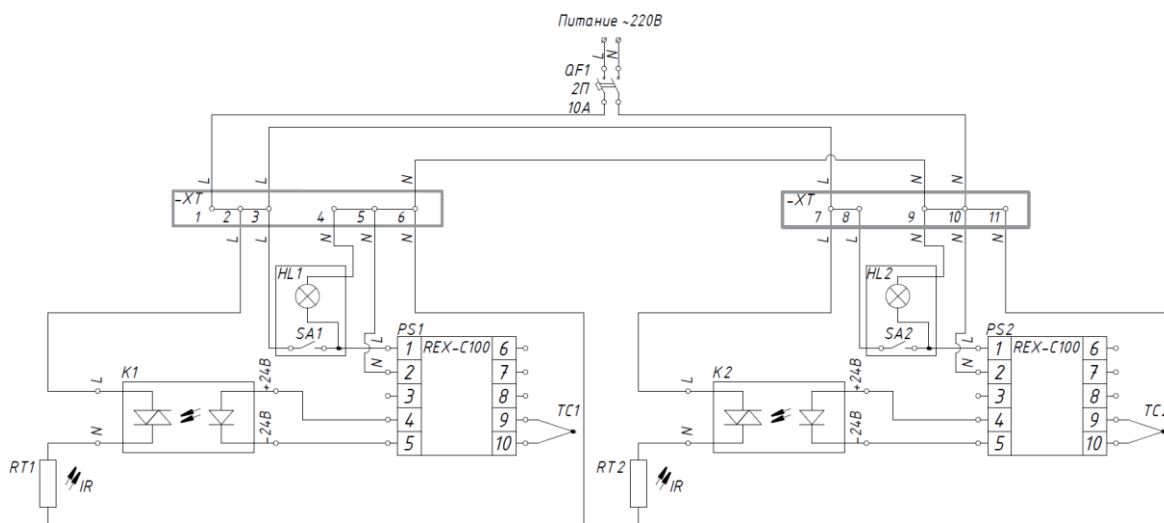 Питание ~220В
L
N
QF1
2П
10А
L
L
N
L
N
N
-XT
1
2
3
4
5
6
-XT
7
8
9
10
11
L
L
N
N
N
L
L
N
N
N
HL1
SA1
HL2
SA2
PS1
REX-C100
L
N
1
2
3
4
5
6
7
8
9
10
PS2
REX-C100
L
N
1
2
3
4
5
6
7
8
9
10
K1
L
N
+24В
-24В
TC1
K2
L
N
+24В
-24В
TC2
RT1
IR
RT2
IR